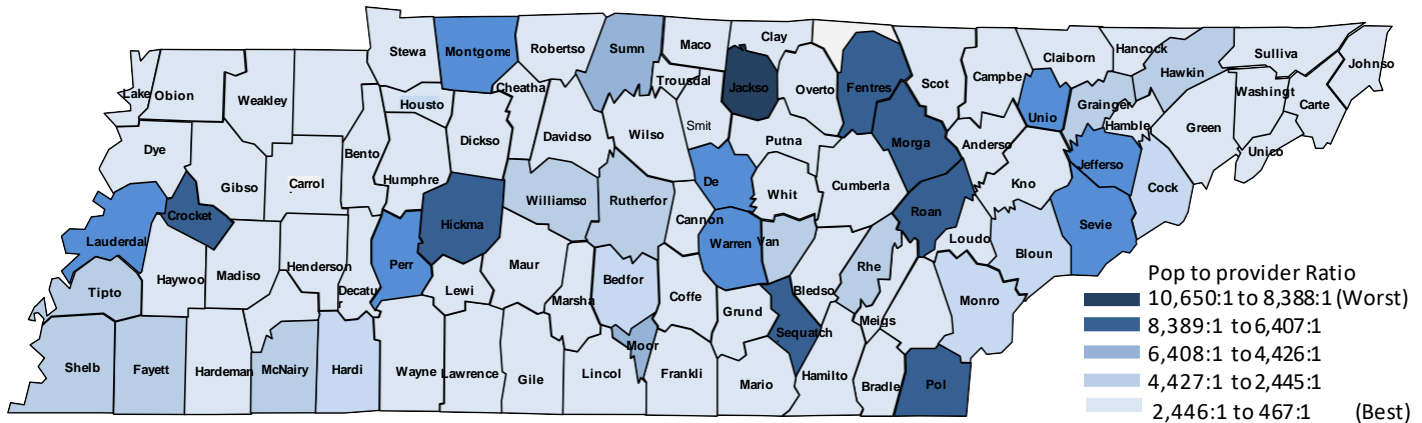 Stewa
Montgome
Robertso
Sumn
Maco
Clay
Scot
Campbe
Claiborn
Hancock
Sulliva
Johnso
Lake
Obion
Weakley
Housto
Cheatha
Trousdal
Jackso
Overto
Fentres
Hawkin
Washingt
Carte
Grainger
Unio
Hamble
Green
Unico
Dye
Gibso
Carrol
Bento
Humphre
Dickso
Davidso
Wilso
Smit
Putna
Morga
Anderso
Kno
Jefferso
Cock
Crocket
Lauderdal
Haywoo
Madiso
Henderson
Decatu
r
Perr
Hickma
Williamso
Rutherfor
Cannon
De
Whit
Cumberla
Roan
Loudo
Bloun
Sevie
Tipto
Lewi
Maur
Marsha
Bedfor
Coffe
Warren
Van
Bledso
Rhe
Meigs
Monro
Grund
Sequatch
Moor
Shelb
Fayett
Hardeman
McNairy
Hardi
Wayne
Lawrence
Gile
Lincol
Frankli
Mario
Hamilto
Bradle
Pol
Pop to provider Ratio
10,650:1 to 8,388:1 (Worst)
8,389:1 to 6,407:1
6,408:1 to 4,426:1
4,427:1 to 2,445:1
2,446:1 to 467:1 (Best)